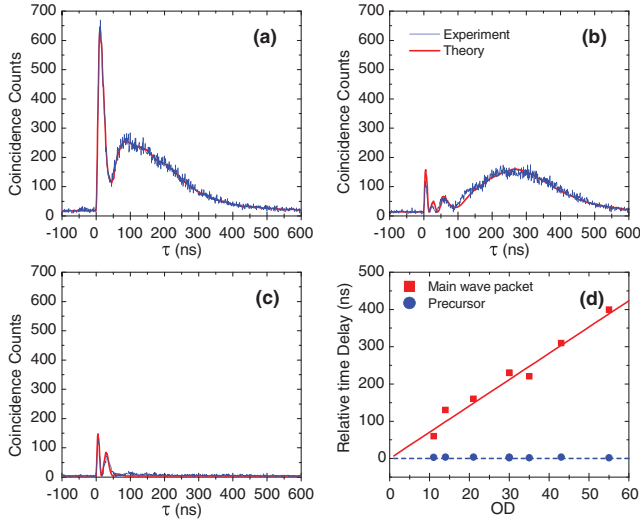 700
600
500
400
300
200
100
0
Coincidence Counts
(a)
-100 0 100 200 300 400 500 600
τ (ns)
700
600
500
400
300
200
100
0
Coincidence Counts
Experiment
Theory
(b)
-100 0 100 200 300 400 500 600
τ (ns)
700
600
500
400
300
200
100
0
Coincidence Counts
(c)
-100 0 100 200 300 400 500 600
τ (ns)
500
400
300
200
100
0
-100
Relative time Delay (ns)
Main wave packet
Precursor
(d)
0 10 20 30 40 50 60
OD